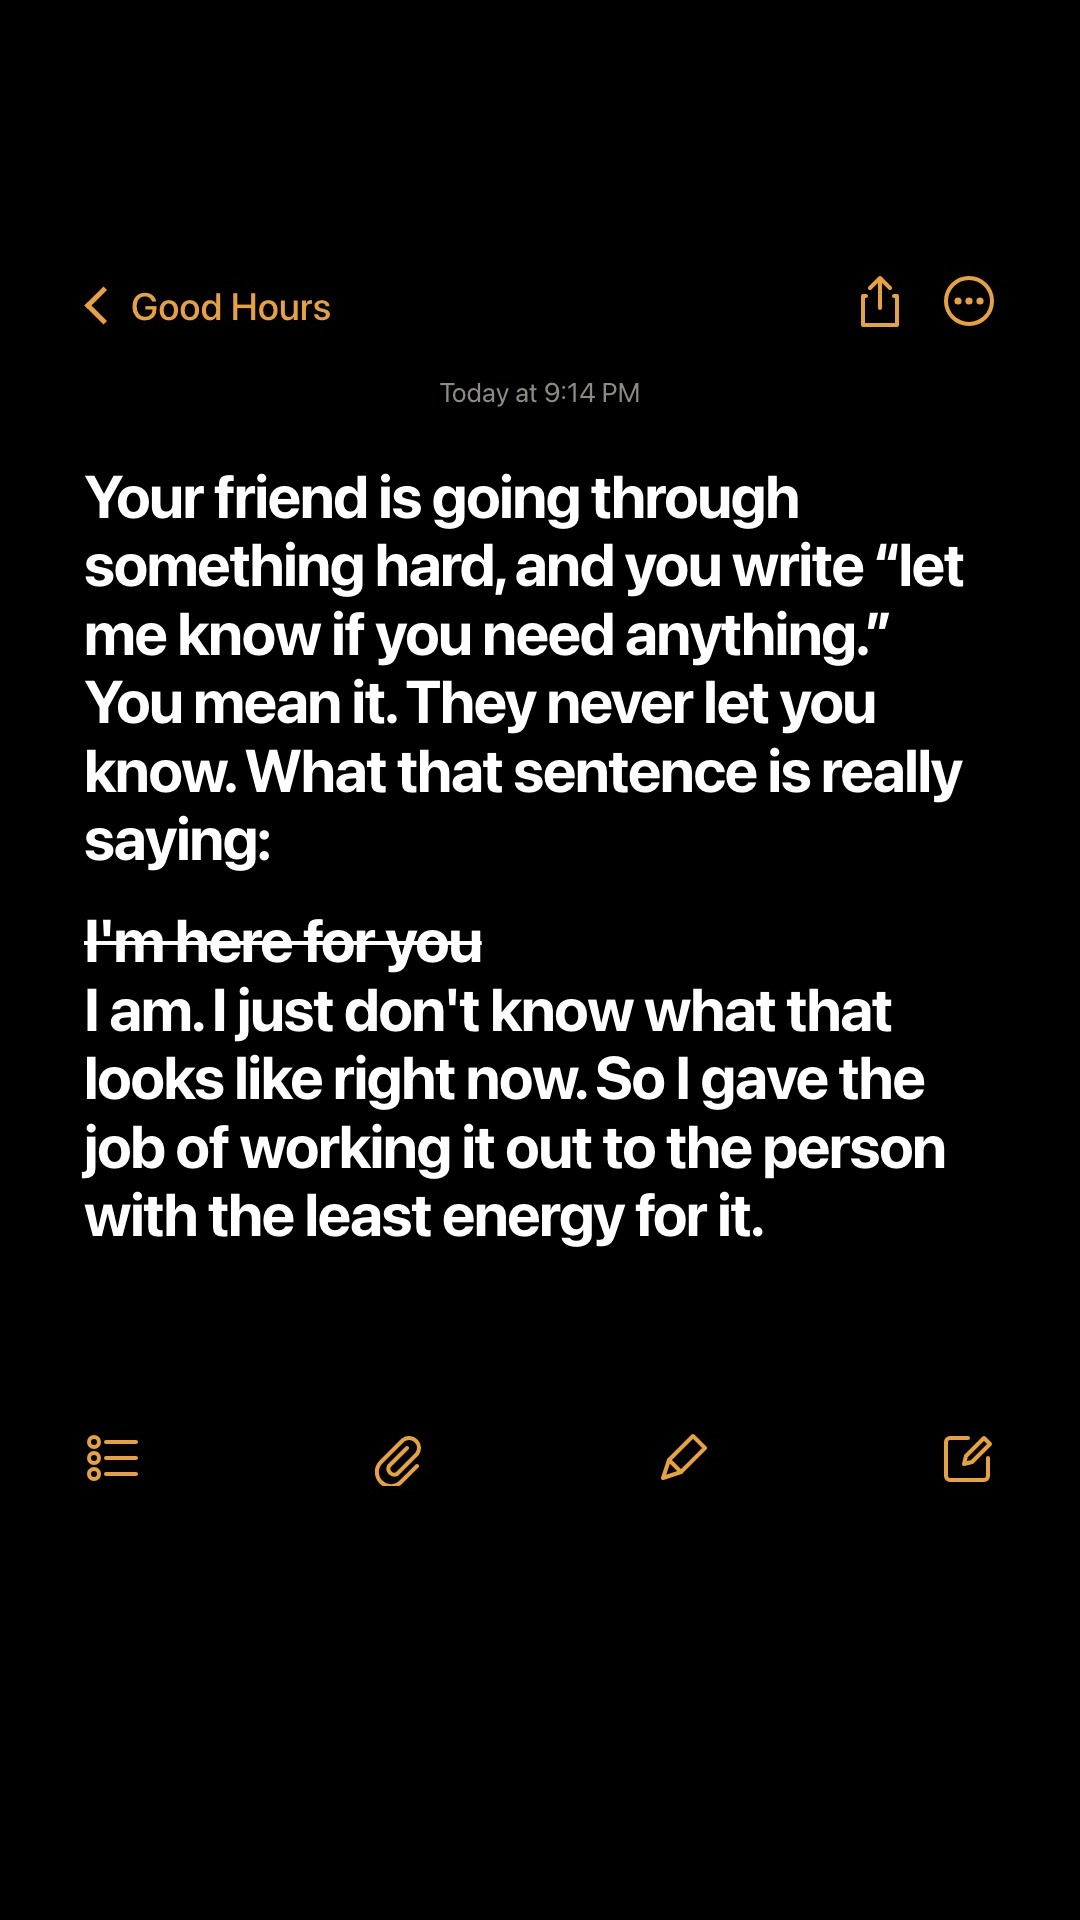 Good Hours
Today at 9:14 PM
Your friend is going through
something hard, and you write “let
me know if you need anything.”
You mean it. They never let you
know. What that sentence is really
saying:
I'm here for you
I am. I just don't know what that
looks like right now. So I gave the
job of working it out to the person
with the least energy for it.